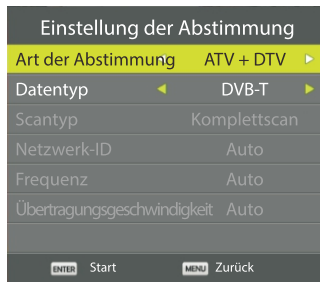 Einstellung der Abstimmung
Art der Abstimmung ATV + DTV
Datentyp DVB-T
Scantyp Komplettscan
Netzwerk-ID Auto
Frequenz Auto
Übertragungsgeschwindigkeit Auto
ENTER Start MENU Zurück